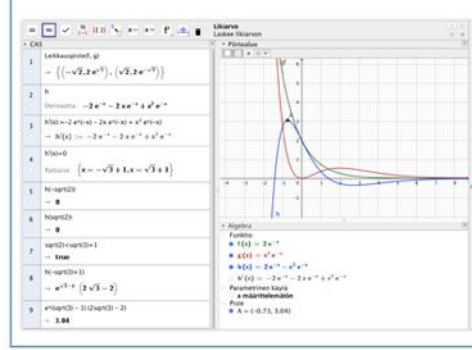 Likiarvo
Laskee likiarvon
CAS
1
Leikkauspiste(f, g)
→ {(−√2, 2 e^√2), (√2, 2 e^−√2)}
2
h
Derivaatta: −2 e^−x − 2 x e^−x + x² e^−x
3
h'(x):=-2 e^(-x) - 2x e^(-x) + x² e^(-x)
→ h'(x) := −2 e^−x − 2 x e^−x + x² e^−x
4
h'(x)=0
Ratkaise: {x = −√3 + 1, x = √3 + 1}
5
h(-sqrt(2))
→ 0
6
h(sqrt(2))
→ 0
7
sqrt(2)<sqrt(3)+1
→ true
8
h(-sqrt(3)+1)
→ e^√3−1 (2 √3 − 2)
9
e^(sqrt(3) - 1) (2sqrt(3) - 2)
≈ 3.04
Piirtoalue
A
h
Algebra
Funktio
f(x) = 2 e^−x
g(x) = x² e^−x
h(x) = 2 e^−x − x² e^−x
h'(x) = −2 e^−x − 2 x e^−x + x² e^−x
Parametrinen käyrä
a määrittelemätön
Piste
A = (-0.73, 3.04)